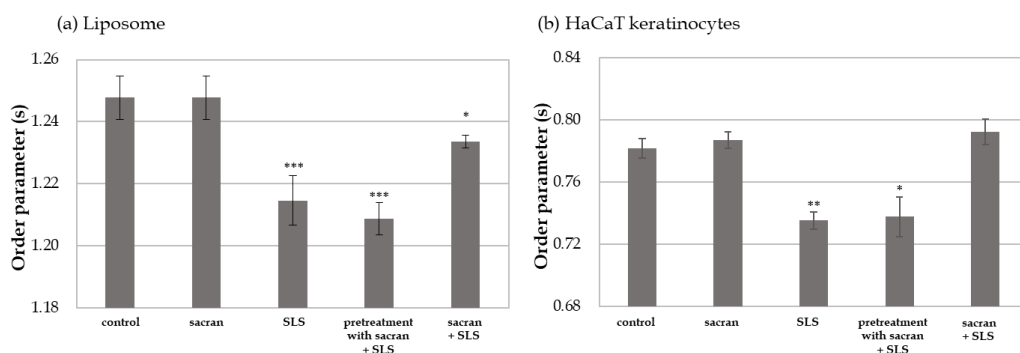 (a) Liposome
Order parameter (s)
1.26
1.24
1.22
1.20
1.18
***
***
*
control
sacran
SLS
pretreatment
with sacran
+ SLS
sacran
+ SLS
(b) HaCaT keratinocytes
Order parameter (s)
0.84
0.80
0.76
0.72
0.68
**
*
control
sacran
SLS
pretreatment
with sacran
+ SLS
sacran
+ SLS